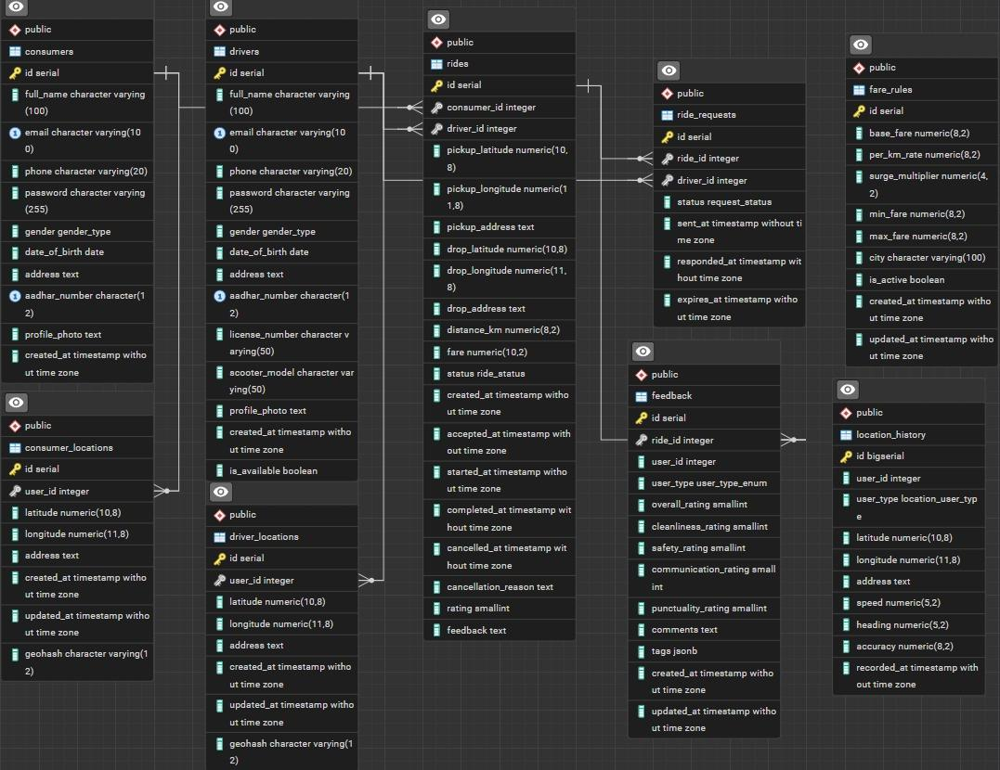 public
consumers
id serial
full_name character varying
(100)
email character varying(10
0)
phone character varying(20)
password character varying
(255)
gender gender_type
date_of_birth date
address text
aadhar_number character(1
2)
profile_photo text
created_at timestamp witho
ut time zone
public
consumer_locations
id serial
user_id integer
latitude numeric(10,8)
longitude numeric(11,8)
address text
created_at timestamp witho
ut time zone
updated_at timestamp witho
ut time zone
geohash character varying(1
2)
public
drivers
id serial
full_name character varying
(100)
email character varying(10
0)
phone character varying(20)
password character varying
(255)
gender gender_type
date_of_birth date
address text
aadhar_number character(1
2)
license_number character v
arying(50)
scooter_model character var
ying(50)
profile_photo text
created_at timestamp witho
ut time zone
is_available boolean
public
driver_locations
id serial
user_id integer
latitude numeric(10,8)
longitude numeric(11,8)
address text
created_at timestamp witho
ut time zone
updated_at timestamp witho
ut time zone
geohash character varying(1
2)
public
rides
id serial
consumer_id integer
driver_id integer
pickup_latitude numeric(10,
8)
pickup_longitude numeric(1
1,8)
pickup_address text
drop_latitude numeric(10,8)
drop_longitude numeric(11,
8)
drop_address text
distance_km numeric(8,2)
fare numeric(10,2)
status ride_status
created_at timestamp witho
ut time zone
accepted_at timestamp with
out time zone
started_at timestamp witho
ut time zone
completed_at timestamp wit
hout time zone
cancelled_at timestamp wit
hout time zone
cancellation_reason text
rating smallint
feedback text
public
ride_requests
id serial
ride_id integer
driver_id integer
status request_status
sent_at timestamp without ti
me zone
responded_at timestamp wit
hout time zone
expires_at timestamp witho
ut time zone
public
feedback
id serial
ride_id integer
user_id integer
user_type user_type_enum
overall_rating smallint
cleanliness_rating smallint
safety_rating smallint
communication_rating small
int
punctuality_rating smallint
comments text
tags jsonb
created_at timestamp witho
ut time zone
updated_at timestamp witho
ut time zone
public
fare_rules
id serial
base_fare numeric(8,2)
per_km_rate numeric(8,2)
surge_multiplier numeric(4,
2)
min_fare numeric(8,2)
max_fare numeric(8,2)
city character varying(100)
is_active boolean
created_at timestamp witho
ut time zone
updated_at timestamp witho
ut time zone
public
location_history
id bigserial
user_id integer
user_type location_user_typ
e
latitude numeric(10,8)
longitude numeric(11,8)
address text
speed numeric(5,2)
heading numeric(5,2)
accuracy numeric(8,2)
recorded_at timestamp with
out time zone